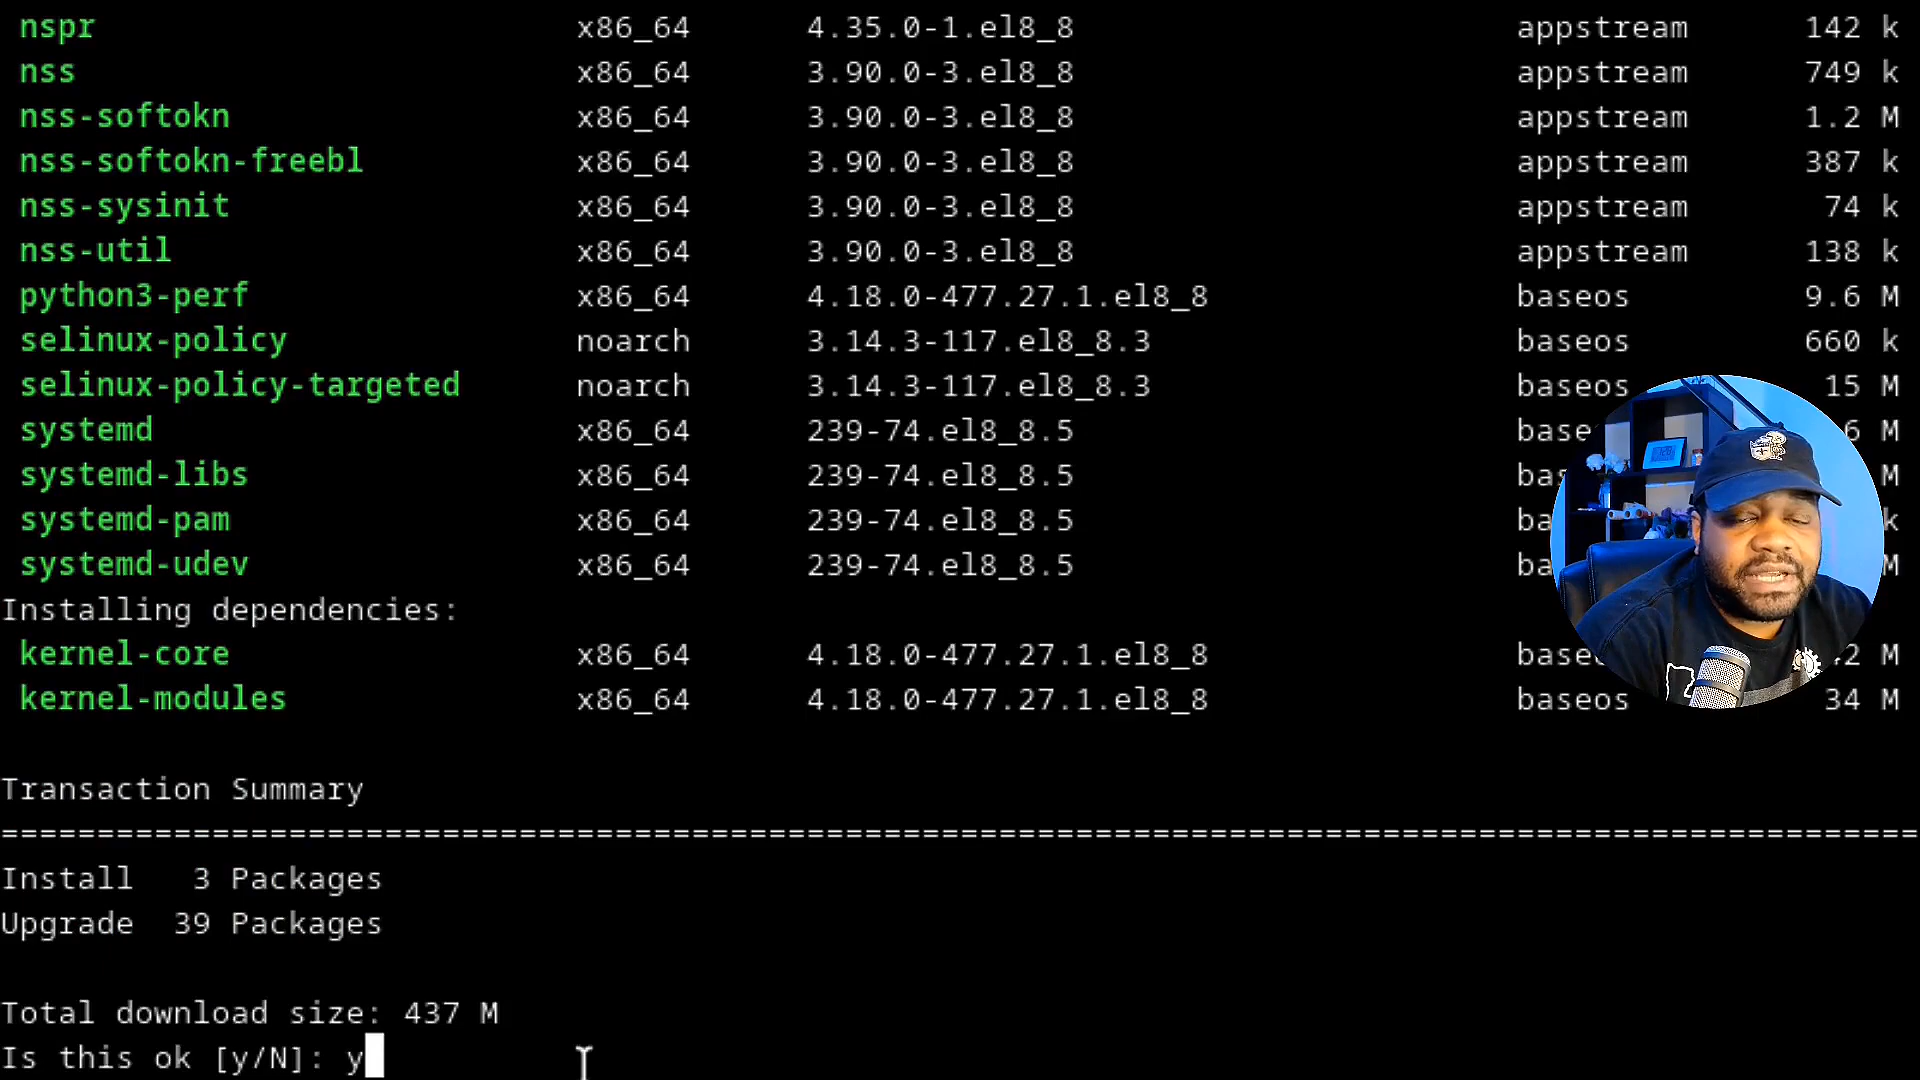 nspr x86_64 4.35.0-1.el8_8 appstream 142 k
nss x86_64 3.90.0-3.el8_8 appstream 749 k
nss-softokn x86_64 3.90.0-3.el8_8 appstream 1.2 M
nss-softokn-freebl x86_64 3.90.0-3.el8_8 appstream 387 k
nss-sysinit x86_64 3.90.0-3.el8_8 appstream 74 k
nss-util x86_64 3.90.0-3.el8_8 appstream 138 k
python3-perf x86_64 4.18.0-477.27.1.el8_8 baseos 9.6 M
selinux-policy noarch 3.14.3-117.el8_8.3 baseos 660 k
selinux-policy-targeted noarch 3.14.3-117.el8_8.3 baseos 15 M
systemd x86_64 239-74.el8_8.5 base 6 M
systemd-libs x86_64 239-74.el8_8.5 bas M
systemd-pam x86_64 239-74.el8_8.5 ba k
systemd-udev x86_64 239-74.el8_8.5 ba M
Installing dependencies:
kernel-core x86_64 4.18.0-477.27.1.el8_8 baseo 2 M
kernel-modules x86_64 4.18.0-477.27.1.el8_8 baseos 34 M
Transaction Summary
================================================================================
Install 3 Packages
Upgrade 39 Packages
Total download size: 437 M
Is this ok [y/N]: y